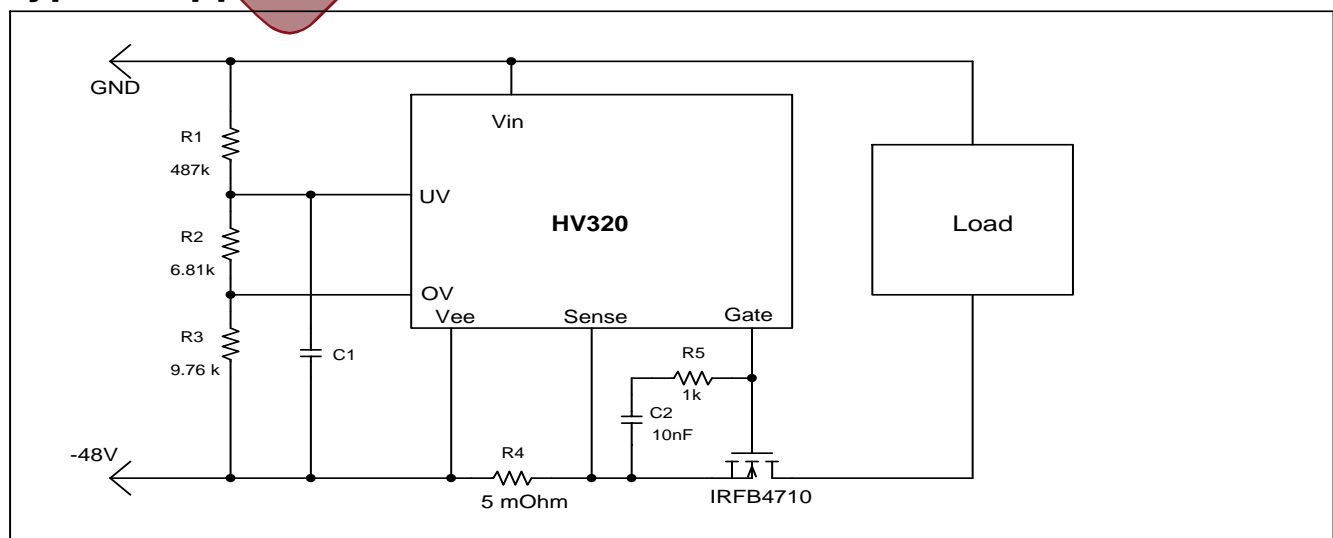 GND
Vin
R1
487k
UV
HV320
Load
R2
6.81k
OV
Vee
Sense
Gate
R3
9.76 k
C1
R5
1k
C2
10nF
-48V
R4
5 mOhm
IRFB4710